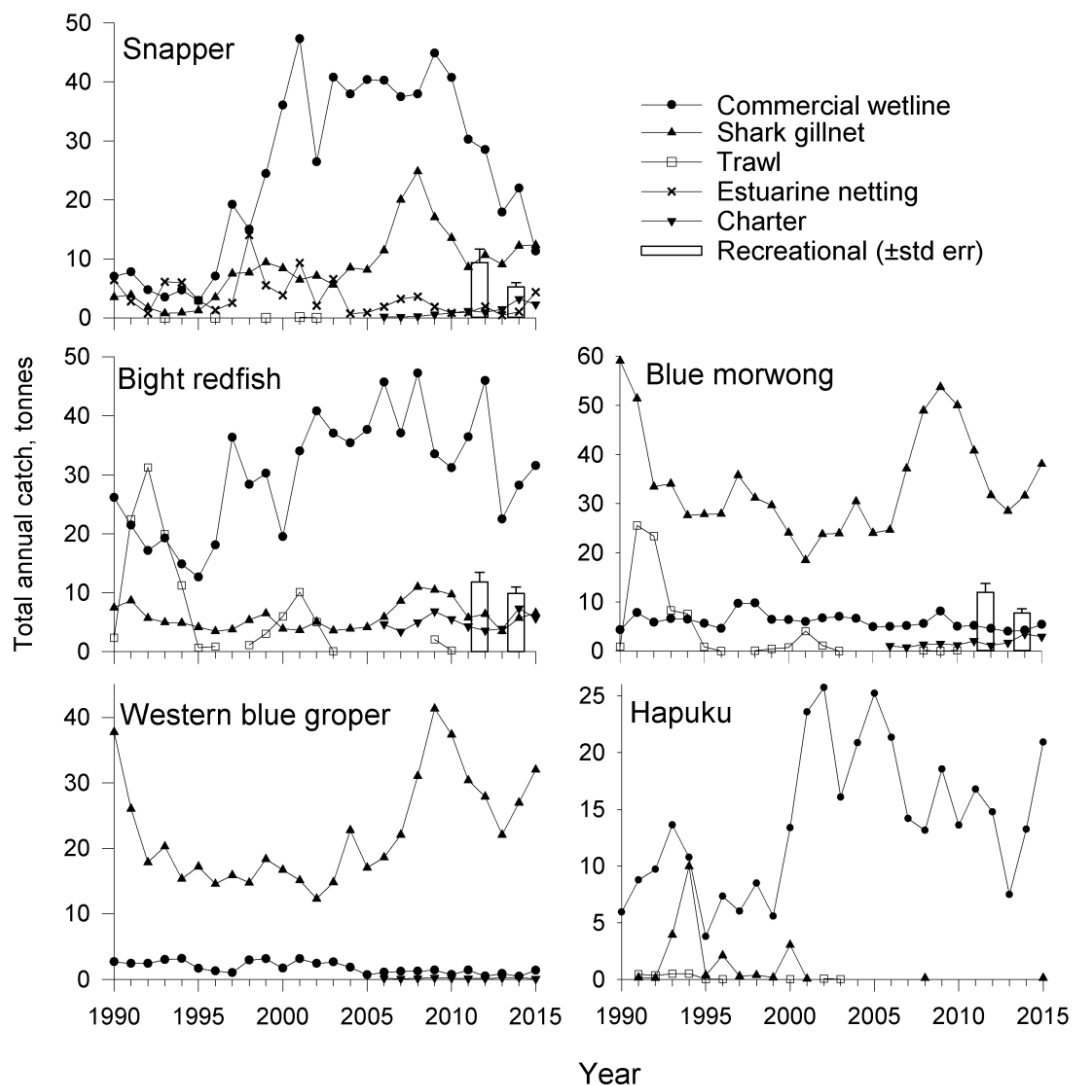 Snapper
50
40
30
20
10
0
Commercial wetline
Shark gillnet
Trawl
Estuarine netting
Charter
Recreational (±std err)
Total annual catch, tonnes
Bight redfish
50
40
30
20
10
0
Blue morwong
60
50
40
30
20
10
0
Western blue groper
40
30
20
10
0
1990 1995 2000 2005 2010 2015
Hapuku
25
20
15
10
5
0
1990 1995 2000 2005 2010 2015
Year